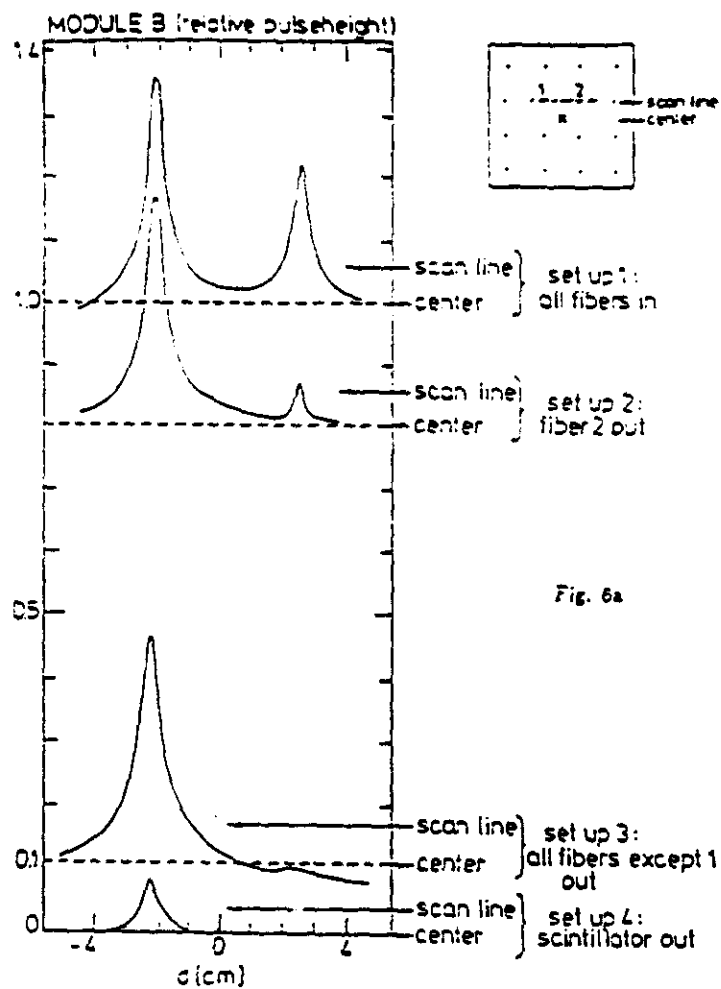 MODULE B (relative pulseheight)
1.4
1 2
scan line
center
x
scan line
set up 1:
1.0
center
all fibers in
scan line
set up 2:
center
fiber 2 out
0.5
Fig. 6a
scan line
set up 3:
0.1
center
all fibers except 1
out
scan line
set up 4:
0
center
scintillator out
-4 0 4
d (cm)